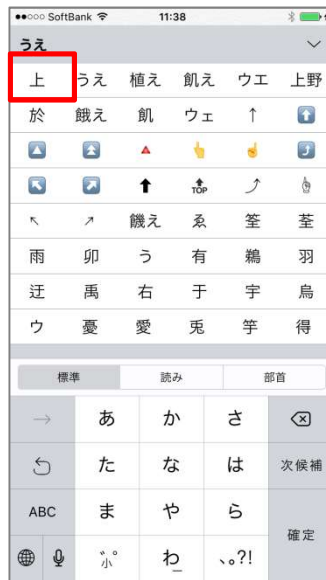 SoftBank 11:38
うえ
上 うえ 植え 飢え ウエ 上野
於 餓え 飢 ウェ ↑ ⬆️
🔼 ⏫ 🔺 👆 ☝️ ⤴️
↖️ ↗️ ⬆ 🔝 ⤴ ☝
↖ ↗ 饑え ゑ 筌 荃
雨 卯 う 有 鵜 羽
迂 禹 右 于 宇 烏
ウ 憂 愛 兎 竽 得
標準 読み 部首
→ あ か さ ⌫
た な は 次候補
ABC ま や ら
゛゜小 わ_ 、。?! 確定